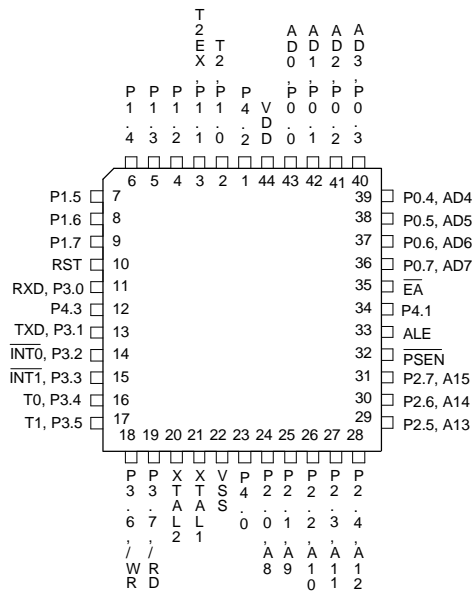 P1.4
P1.3
P1.2
T2EX,P1.1
T2,P1.0
P4.2
VDD
AD0,P0.0
AD1,P0.1
AD2,P0.2
AD3,P0.3
6 5 4 3 2 1 44 43 42 41 40
P1.5 7
P1.6 8
P1.7 9
RST 10
RXD, P3.0 11
P4.3 12
TXD, P3.1 13
INT0, P3.2 14
INT1, P3.3 15
T0, P3.4 16
T1, P3.5 17
39 P0.4, AD4
38 P0.5, AD5
37 P0.6, AD6
36 P0.7, AD7
35 EA
34 P4.1
33 ALE
32 PSEN
31 P2.7, A15
30 P2.6, A14
29 P2.5, A13
18 19 20 21 22 23 24 25 26 27 28
P3.6,/WR
P3.7,/RD
XTAL2
XTAL1
VSS
P4.0
P2.0,A8
P2.1,A9
P2.2,A10
P2.3,A11
P2.4,A12